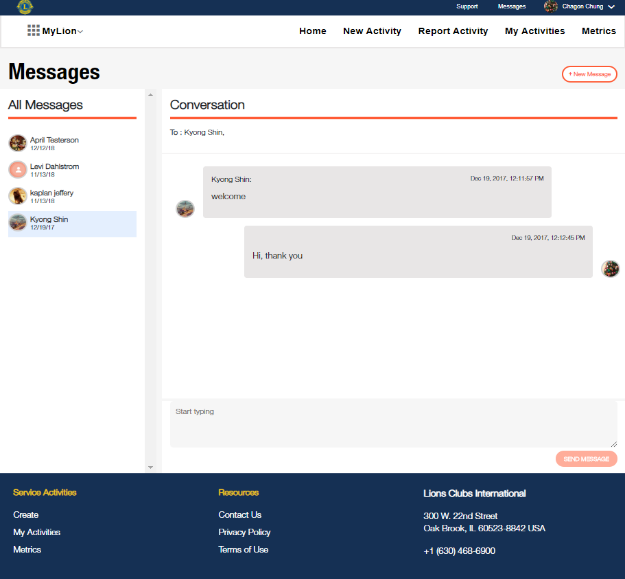 Support Messages Chagon Chung
MyLion Home New Activity Report Activity My Activities Metrics
Messages
+ New Message
All Messages
April Testerson
12/12/18
Levi Dahlstrom
11/13/18
kaplan jeffery
11/13/18
Kyong Shin
12/19/17
Conversation
To : Kyong Shin,
Kyong Shin: Dec 19, 2017, 12:11:57 PM
welcome
Dec 19, 2017, 12:12:45 PM
Hi, thank you
Start typing
SEND MESSAGE
Service Activities
Create
My Activities
Metrics
Resources
Contact Us
Privacy Policy
Terms of Use
Lions Clubs International
300 W. 22nd Street
Oak Brook, IL 60523-8842 USA
+1 (630) 468-6900